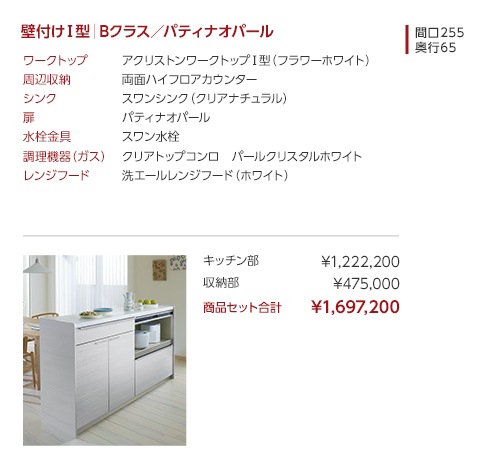 壁付けI型｜Bクラス／パティナオパール
間口255
奥行65
ワークトップ　アクリストンワークトップI型（フラワーホワイト）
周辺収納　両面ハイフロアカウンター
シンク　スワンシンク（クリアナチュラル）
扉　パティナオパール
水栓金具　スワン水栓
調理機器（ガス）　クリアトップコンロ　パールクリスタルホワイト
レンジフード　洗エールレンジフード（ホワイト）
キッチン部　¥1,222,200
収納部　¥475,000
商品セット合計　¥1,697,200